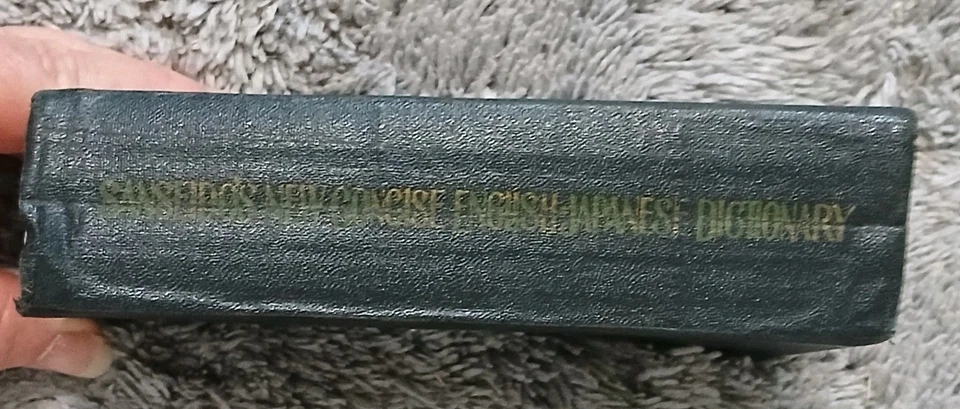 SANSEIDO'S NEW CONCISE ENGLISH-JAPANESE DICTIONARY